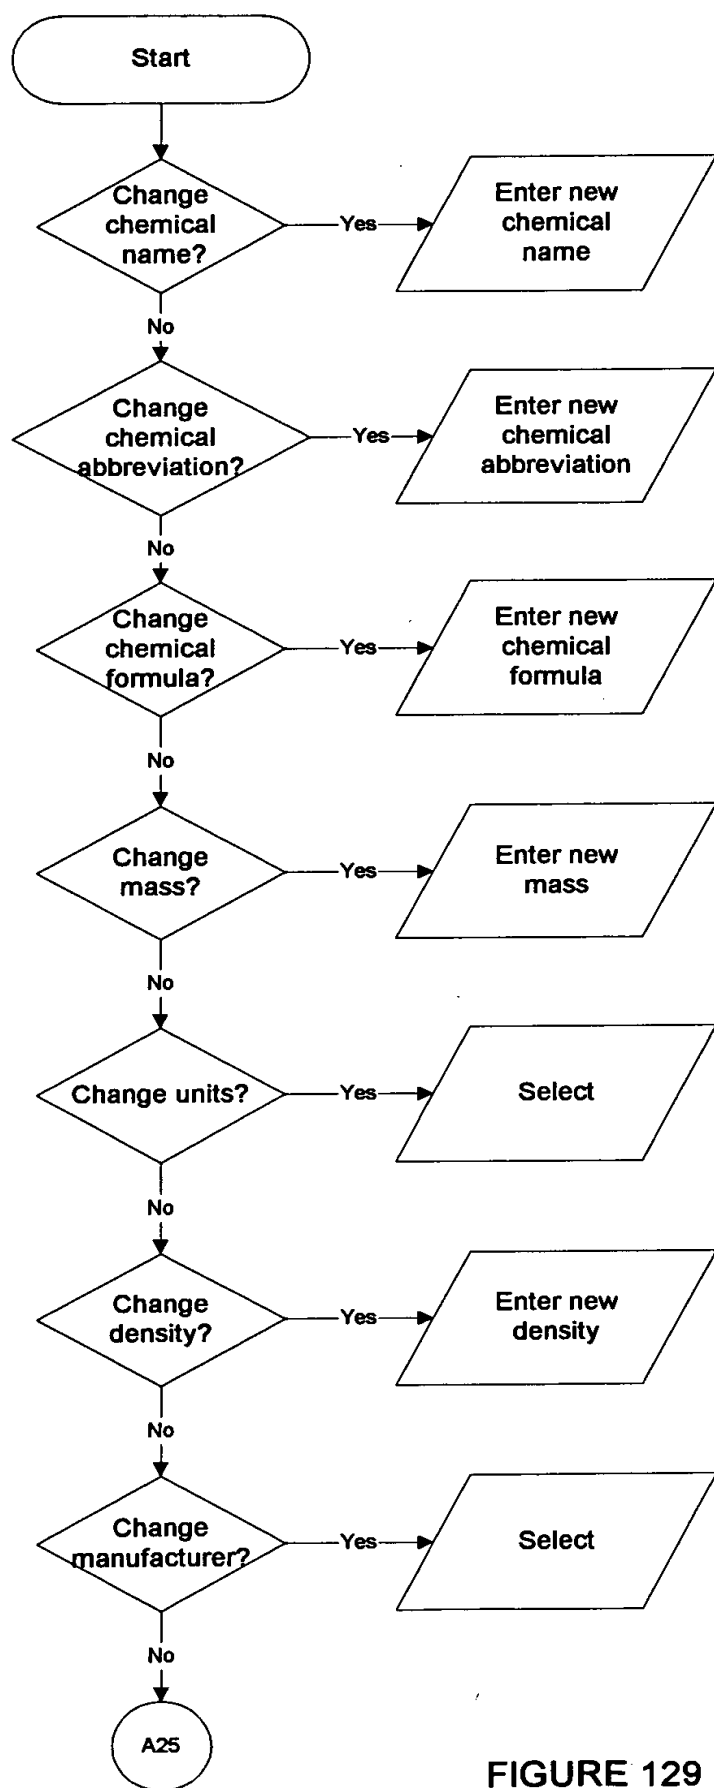 Start
Change
chemical
name?
Yes
Enter new
chemical
name
No
Change
chemical
abbreviation?
Yes
Enter new
chemical
abbreviation
No
Change
chemical
formula?
Yes
Enter new
chemical
formula
No
Change
mass?
Yes
Enter new
mass
No
Change units?
Yes
Select
No
Change
density?
Yes
Enter new
density
No
Change
manufacturer?
Yes
Select
No
A25
FIGURE 129